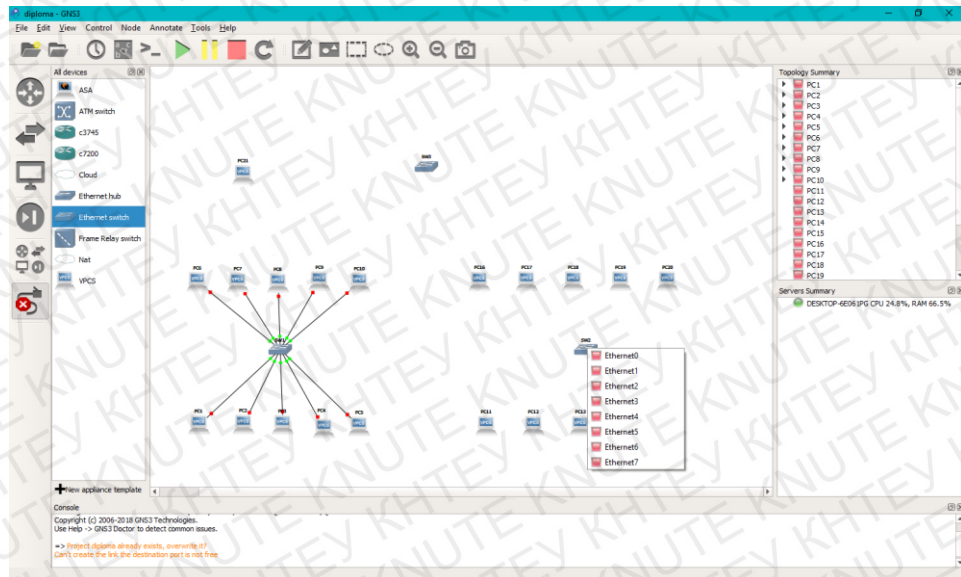 diploma - GNS3
File Edit View Control Node Annotate Tools Help
All devices
ASA
ATM switch
c3745
c7200
Cloud
Ethernet hub
Ethernet switch
Frame Relay switch
Nat
VPCS
New appliance template
PC21
SW3
PC6 PC7 PC8 PC9 PC10
PC16 PC17 PC18 PC19 PC20
SW1
SW2
PC1 PC2 PC3 PC4 PC5
PC11 PC12 PC13
Ethernet0
Ethernet1
Ethernet2
Ethernet3
Ethernet4
Ethernet5
Ethernet6
Ethernet7
Topology Summary
PC1
PC2
PC3
PC4
PC5
PC6
PC7
PC8
PC9
PC10
PC11
PC12
PC13
PC14
PC15
PC16
PC17
PC18
PC19
Servers Summary
DESKTOP-6E061PG CPU 24.8%, RAM 66.5%
Console
Copyright (c) 2006-2018 GNS3 Technologies.
Use Help -> GNS3 Doctor to detect common issues.
=> Project diploma already exists, overwrite it?
Can't create the link the destination port is not free